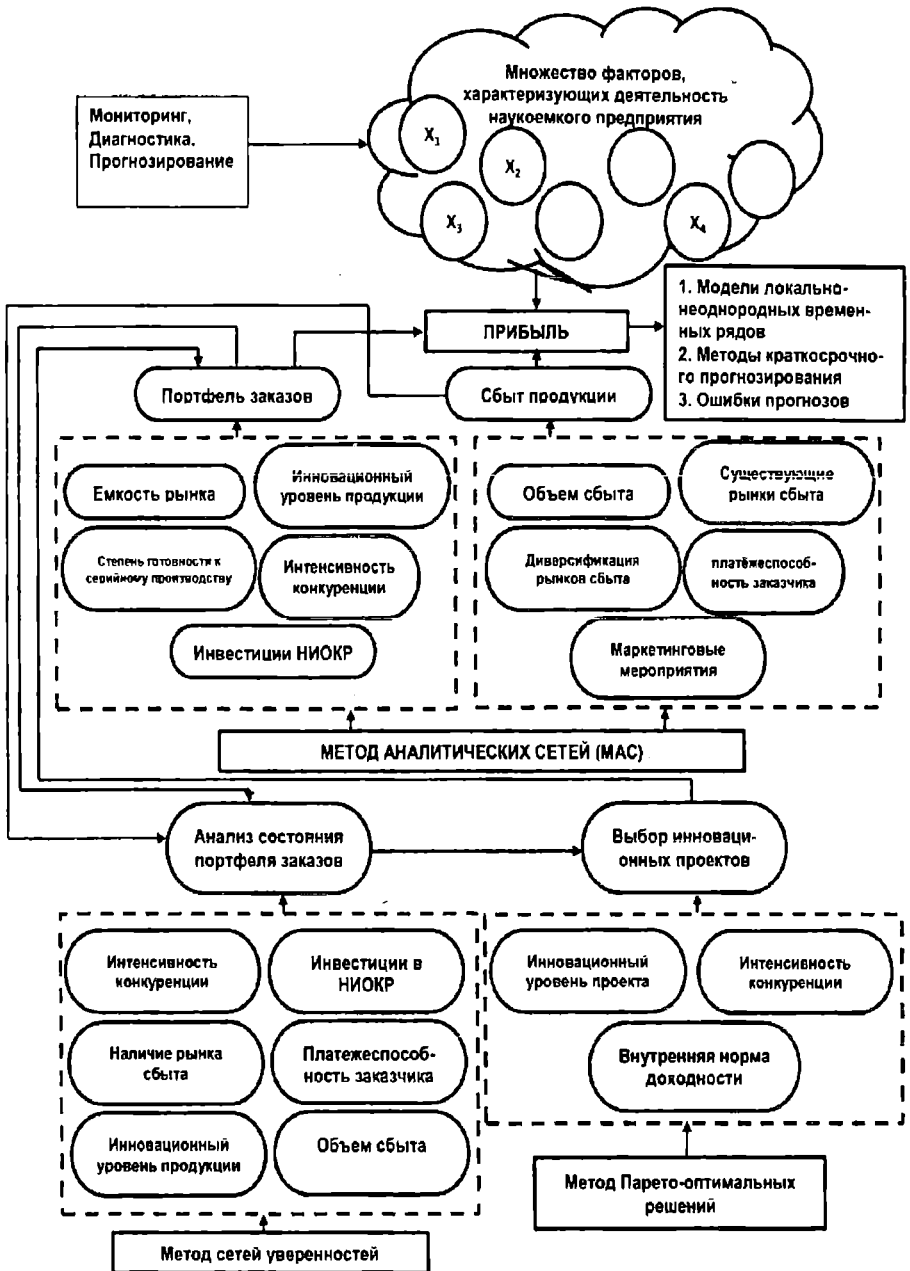 Множество факторов,
характеризующих деятельность
наукоемкого предприятия
Мониторинг,
Диагностика.
Прогнозирование
X₁
X₂
X₃
X₄
1. Модели локально-
неоднородных времен-
ных рядов
2. Методы краткосрочно-
го прогнозирования
3. Ошибки прогнозов
ПРИБЫЛЬ
Портфель заказов
Сбыт продукции
Емкость рынка
Инновационный
уровень продукции
Степень готовности к
серийному производству
Интенсивность
конкуренции
Инвестиции НИОКР
Объем сбыта
Существующие
рынки сбыта
Диверсификация
рынков сбыта
платёжеспособ-
ность заказчика
Маркетинговые
мероприятия
МЕТОД АНАЛИТИЧЕСКИХ СЕТЕЙ (МАС)
Анализ состояния
портфеля заказов
Выбор инноваци-
онных проектов
Интенсивность
конкуренции
Инвестиции в
НИОКР
Наличие рынка
сбыта
Платежеспособ-
ность заказчика
Инновационный
уровень продукции
Объем сбыта
Инновационный
уровень проекта
Интенсивность
конкуренции
Внутренняя норма
доходности
Метод Парето-оптимальных
решений
Метод сетей уверенностей